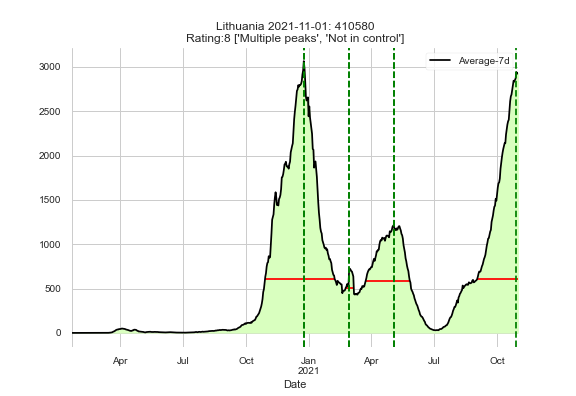 Lithuania 2021-11-01: 410580
Rating:8 ['Multiple peaks', 'Not in control']
Average-7d
3000
2500
2000
1500
1000
500
0
Apr Jul Oct Jan Apr Jul Oct
2021
Date